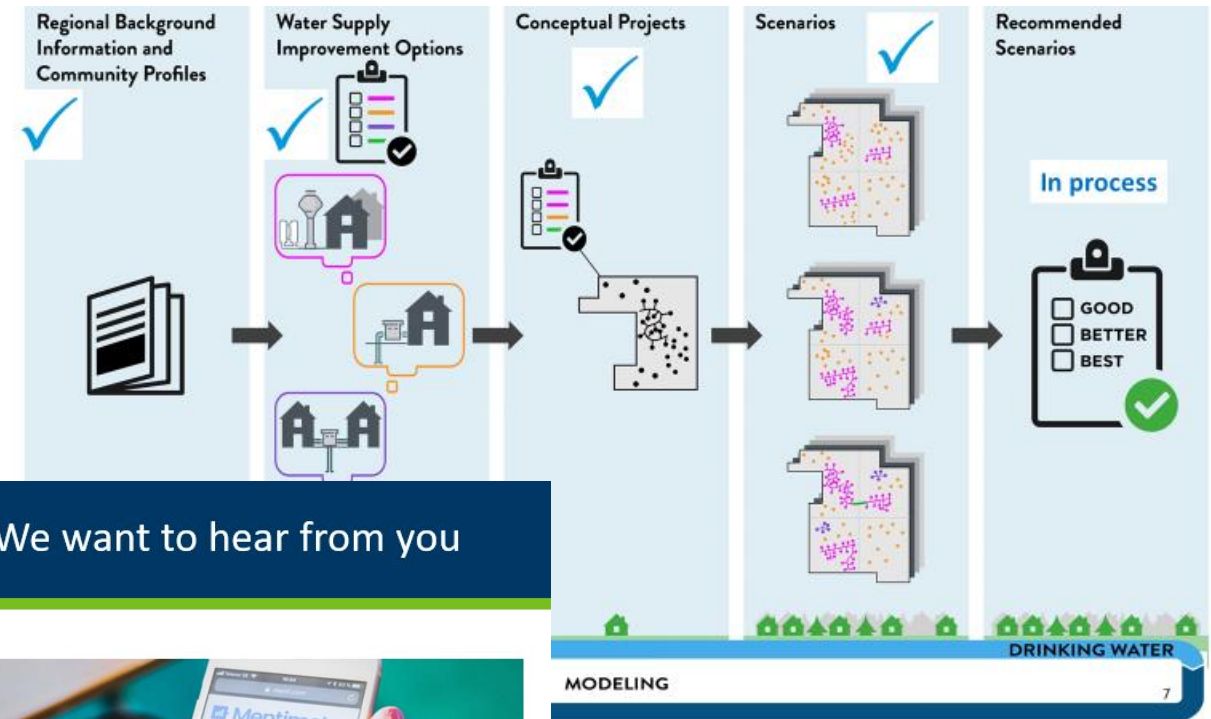 Regional Background
Information and
Community Profiles
Water Supply
Improvement Options
Conceptual Projects
Scenarios
Recommended
Scenarios
In process
GOOD
BETTER
BEST
We want to hear from you
DRINKING WATER
MODELING
7